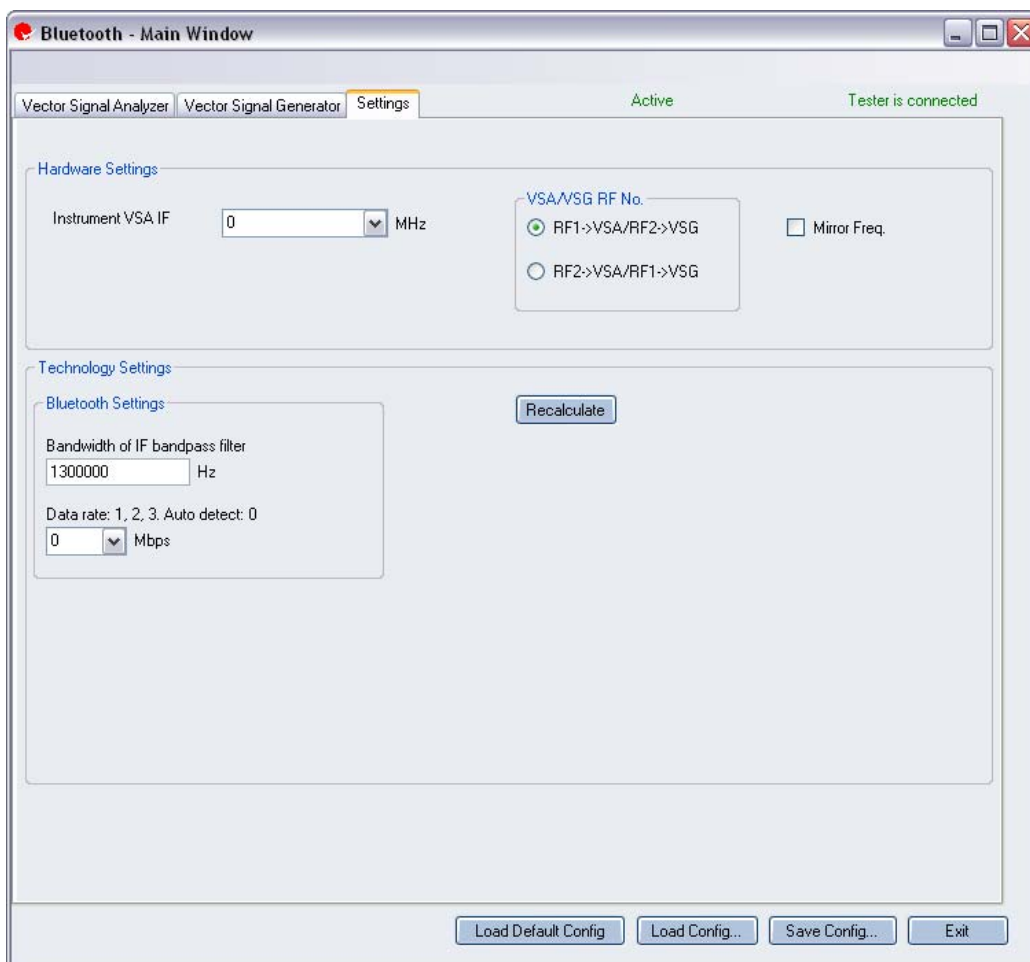 Bluetooth - Main Window
Vector Signal Analyzer Vector Signal Generator Settings Active Tester is connected
Hardware Settings
Instrument VSA IF 0 MHz
VSA/VSG RF No.
RF1->VSA/RF2->VSG
RF2->VSA/RF1->VSG
Mirror Freq.
Technology Settings
Bluetooth Settings
Bandwidth of IF bandpass filter
1300000 Hz
Data rate: 1, 2, 3. Auto detect: 0
0 Mbps
Recalculate
Load Default Config Load Config... Save Config... Exit